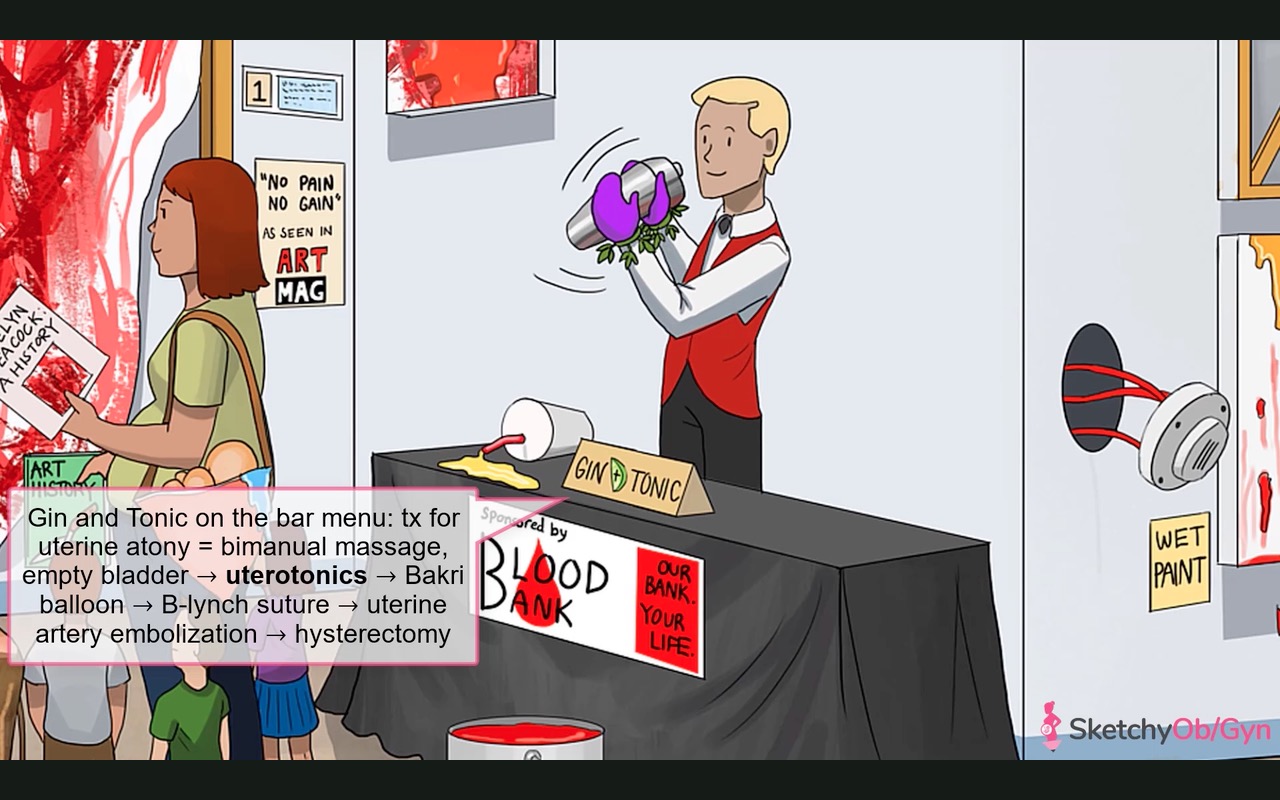 1
"NO PAIN
NO GAIN"
AS SEEN IN
ART
MAG
A HISTORY
ART
HISTORY
GIN + TONIC
Gin and Tonic on the bar menu: tx for
uterine atony = bimanual massage,
empty bladder → uterotonics → Bakri
balloon → B-lynch suture → uterine
artery embolization → hysterectomy
Sponsored by
BLOOD
BANK
OUR
BANK.
YOUR
LIFE.
WET
PAINT
SketchyOb/Gyn